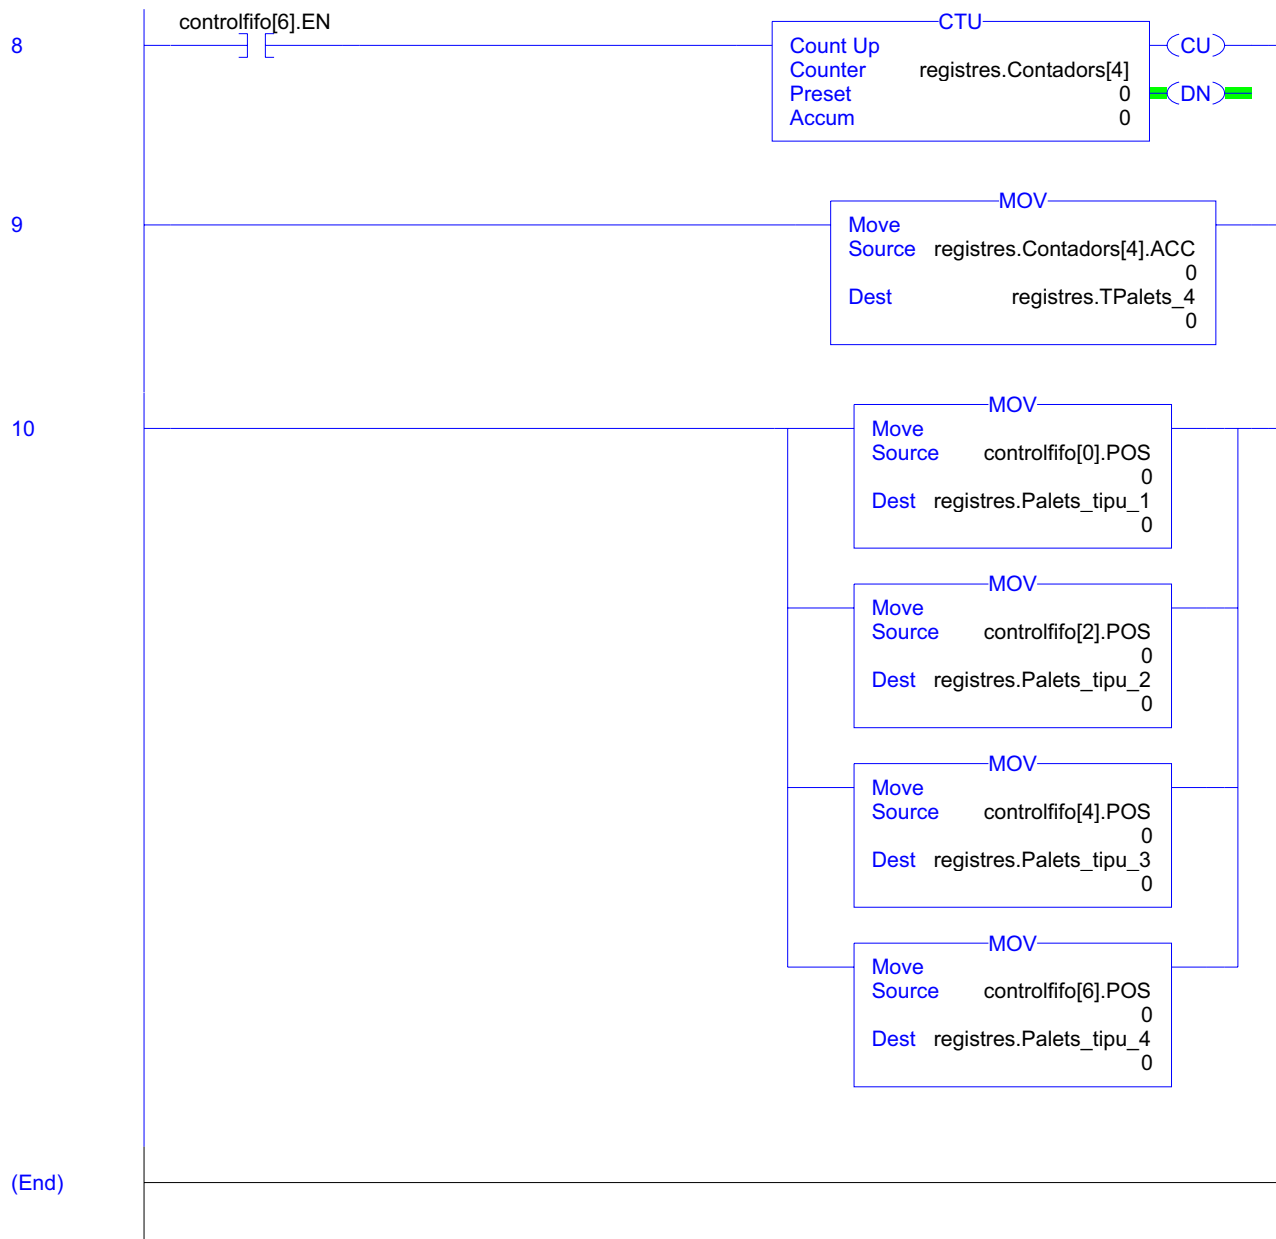 controlfifo[6].EN
8
CTU
Count Up
Counter registres.Contadors[4]
Preset 0
Accum 0
CU
DN
9
MOV
Move
Source registres.Contadors[4].ACC
0
Dest registres.TPalets_4
0
10
MOV
Move
Source controlfifo[0].POS
0
Dest registres.Palets_tipu_1
0
MOV
Move
Source controlfifo[2].POS
0
Dest registres.Palets_tipu_2
0
MOV
Move
Source controlfifo[4].POS
0
Dest registres.Palets_tipu_3
0
MOV
Move
Source controlfifo[6].POS
0
Dest registres.Palets_tipu_4
0
(End)